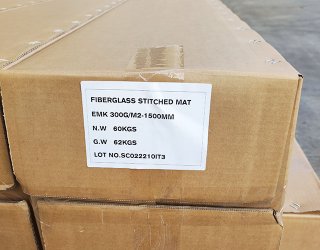 FIBERGLASS STITCHED MAT
EMK 300G/M2-1500MM
N.W 60KGS
G.W 62KGS
LOT NO.SC022210IT3